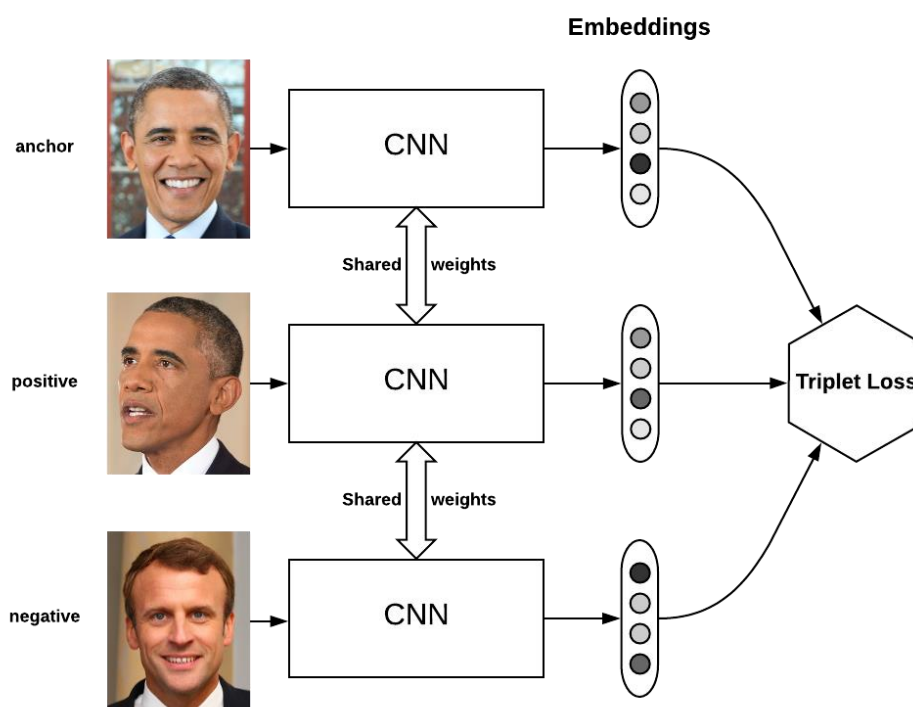 Embeddings
anchor
CNN
Shared weights
positive
CNN
Triplet Loss
Shared weights
negative
CNN